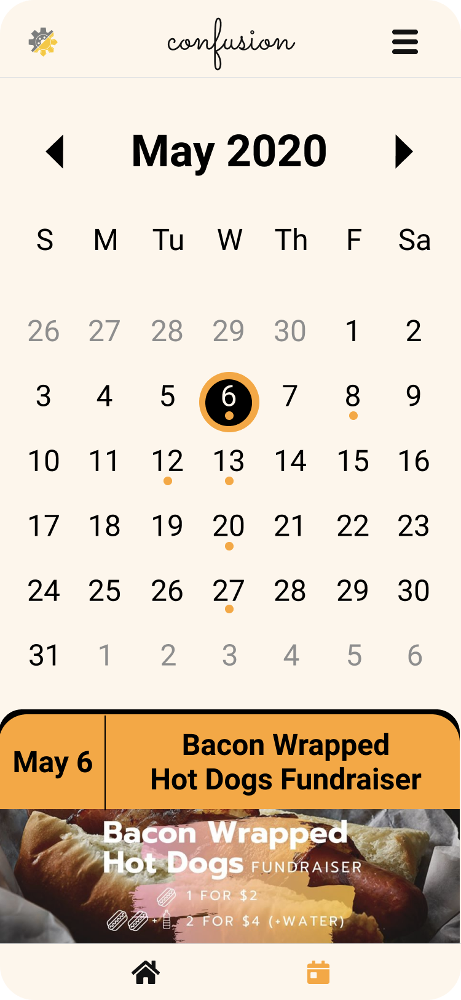 confusion
May 2020
S M Tu W Th F Sa
26 27 28 29 30 1 2
3 4 5 6 7 8 9
10 11 12 13 14 15 16
17 18 19 20 21 22 23
24 25 26 27 28 29 30
31 1 2 3 4 5 6
May 6
Bacon Wrapped
Hot Dogs Fundraiser
Bacon Wrapped
Hot Dogs FUNDRAISER
1 FOR $2
+ 2 FOR $4 (+WATER)